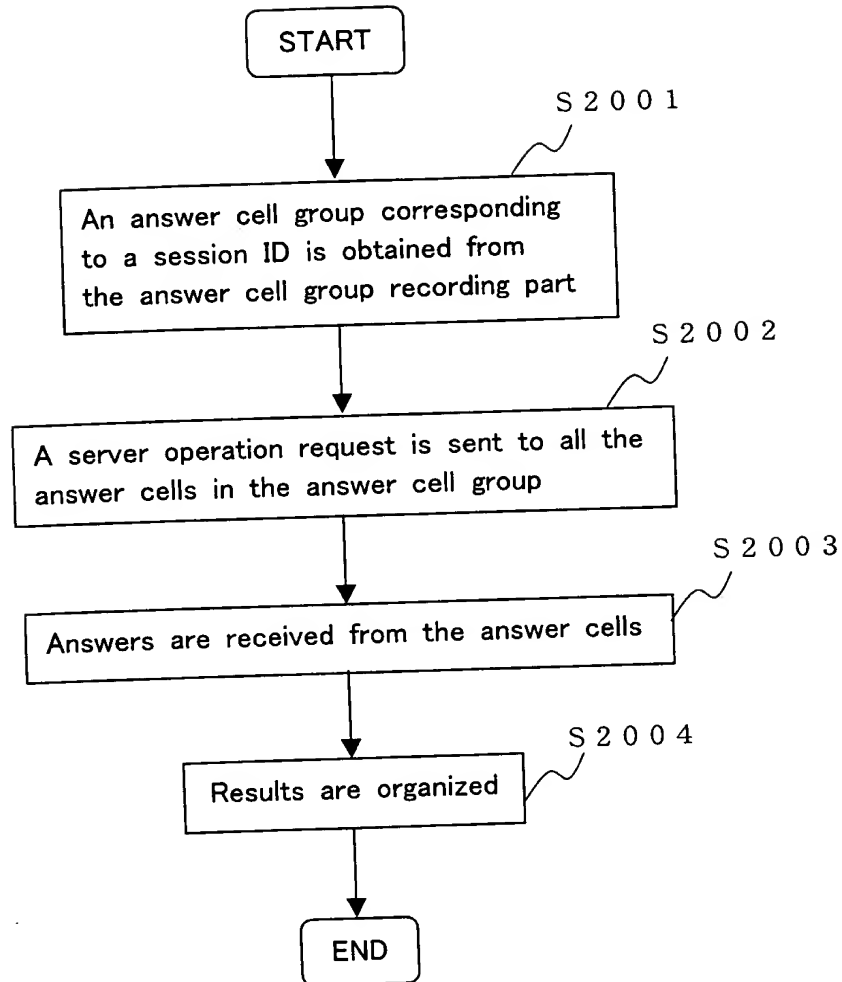 START
S2001
An answer cell group corresponding
to a session ID is obtained from
the answer cell group recording part
S2002
A server operation request is sent to all the
answer cells in the answer cell group
S2003
Answers are received from the answer cells
S2004
Results are organized
END